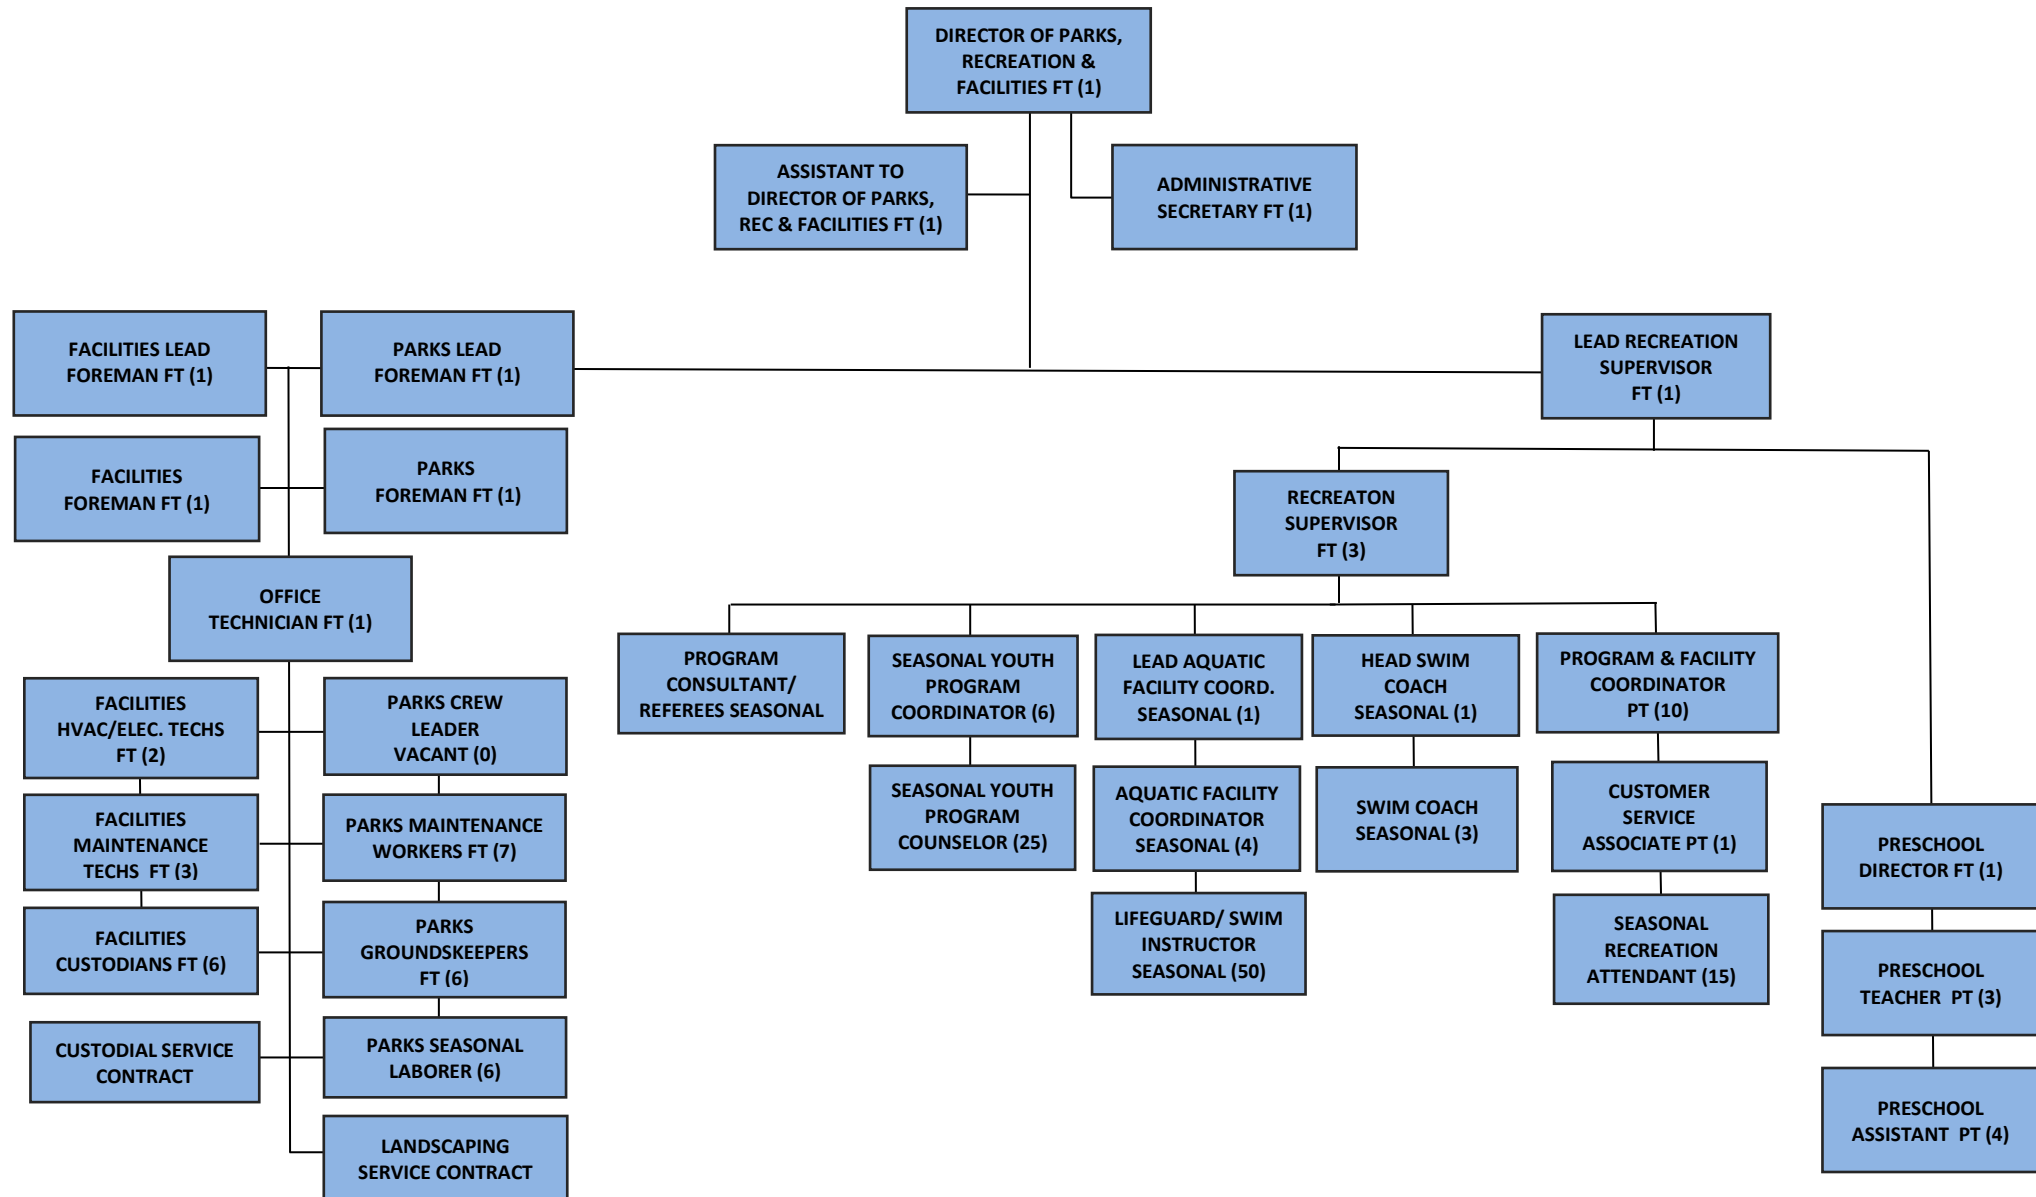 DIRECTOR OF PARKS,
RECREATION &
FACILITIES FT (1)
ASSISTANT TO
DIRECTOR OF PARKS,
REC & FACILITIES FT (1)
ADMINISTRATIVE
SECRETARY FT (1)
FACILITIES LEAD
FOREMAN FT (1)
PARKS LEAD
FOREMAN FT (1)
LEAD RECREATION
SUPERVISOR
FT (1)
FACILITIES
FOREMAN FT (1)
PARKS
FOREMAN FT (1)
RECREATON
SUPERVISOR
FT (3)
OFFICE
TECHNICIAN FT (1)
PROGRAM
CONSULTANT/
REFEREES SEASONAL
SEASONAL YOUTH
PROGRAM
COORDINATOR (6)
LEAD AQUATIC
FACILITY COORD.
SEASONAL (1)
HEAD SWIM
COACH
SEASONAL (1)
PROGRAM & FACILITY
COORDINATOR
PT (10)
FACILITIES
HVAC/ELEC. TECHS
FT (2)
PARKS CREW
LEADER
VACANT (0)
SEASONAL YOUTH
PROGRAM
COUNSELOR (25)
AQUATIC FACILITY
COORDINATOR
SEASONAL (4)
SWIM COACH
SEASONAL (3)
CUSTOMER
SERVICE
ASSOCIATE PT (1)
FACILITIES
MAINTENANCE
TECHS  FT (3)
PARKS MAINTENANCE
WORKERS FT (7)
PRESCHOOL
DIRECTOR FT (1)
FACILITIES
CUSTODIANS FT (6)
PARKS
GROUNDSKEEPERS
FT (6)
LIFEGUARD/ SWIM
INSTRUCTOR
SEASONAL (50)
SEASONAL
RECREATION
ATTENDANT (15)
PRESCHOOL
TEACHER  PT (3)
CUSTODIAL SERVICE
CONTRACT
PARKS SEASONAL
LABORER (6)
PRESCHOOL
ASSISTANT  PT (4)
LANDSCAPING
SERVICE CONTRACT